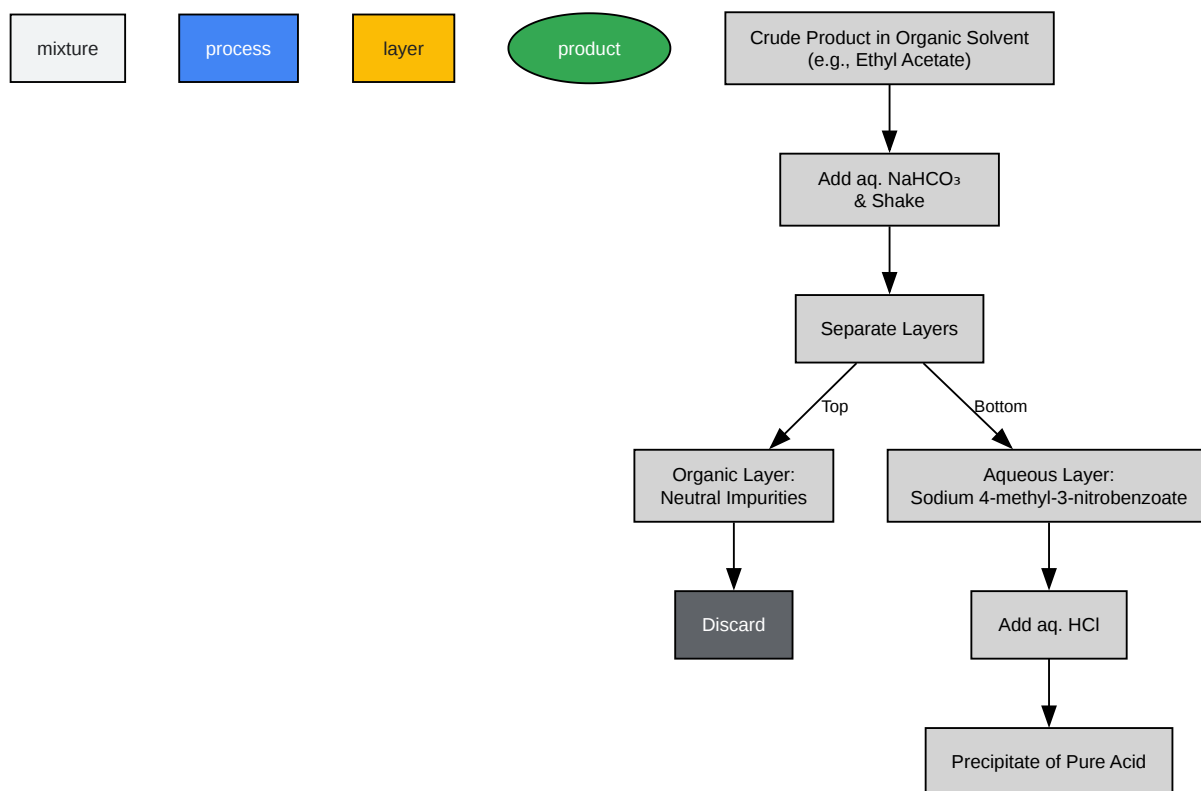 mixture
process
layer
product
Crude Product in Organic Solvent
(e.g., Ethyl Acetate)
Add aq. NaHCO₃
& Shake
Separate Layers
Top
Bottom
Organic Layer:
Neutral Impurities
Aqueous Layer:
Sodium 4-methyl-3-nitrobenzoate
Discard
Add aq. HCl
Precipitate of Pure Acid